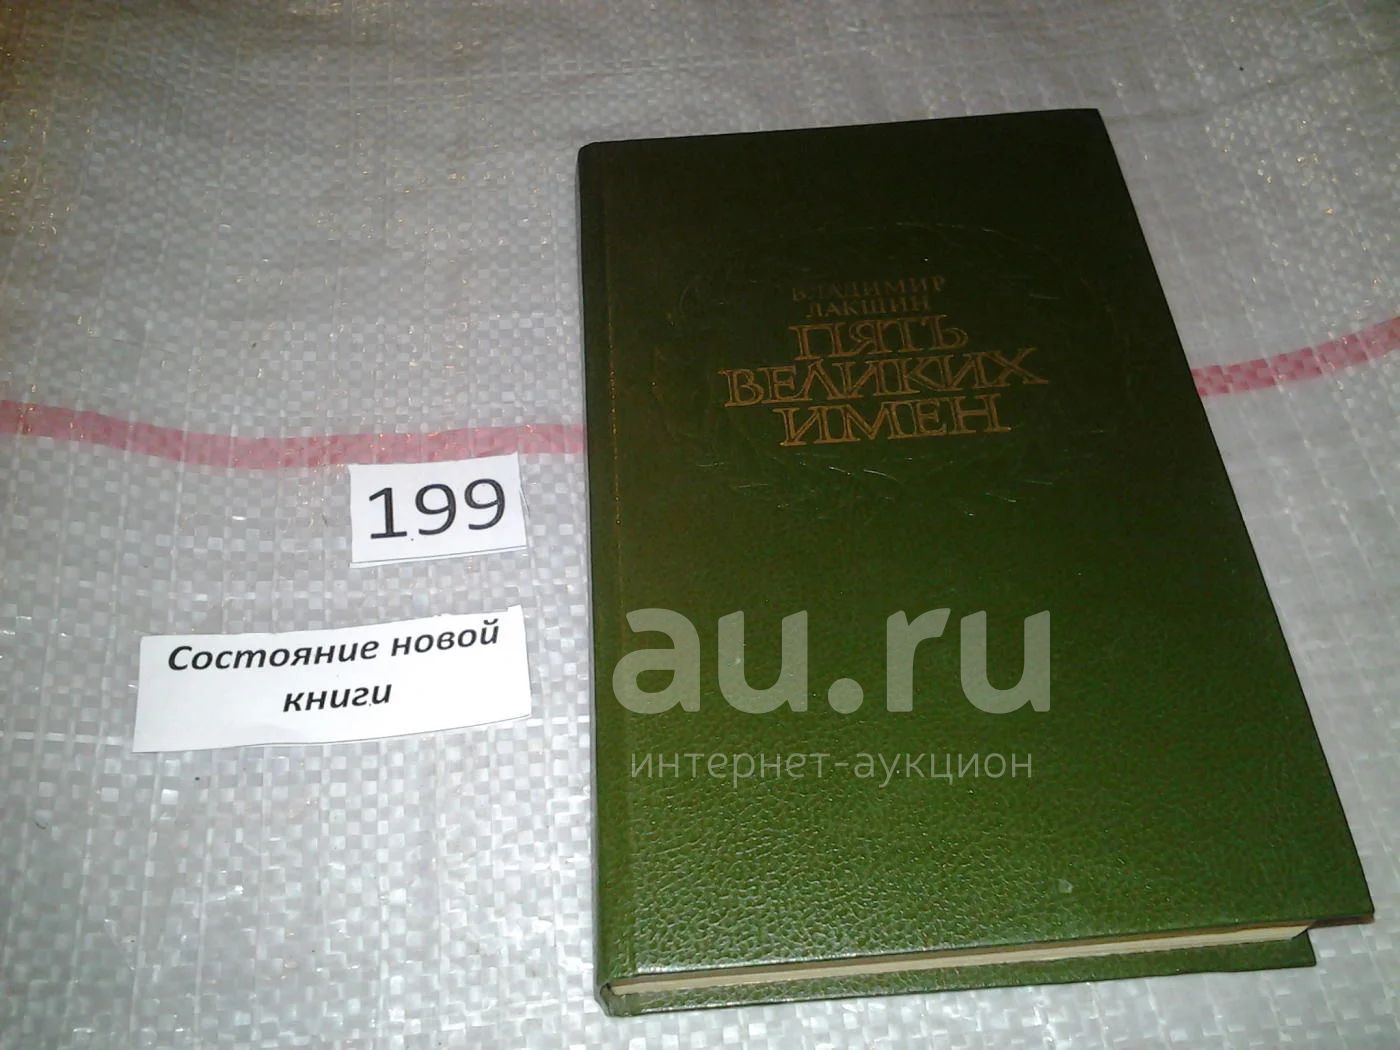 ВЛАДИМИР
ЛАКШИН
ПЯТЬ
ВЕЛИКИХ
ИМЕН
199
Состояние новой
книги
au.ru
интернет-аукцион